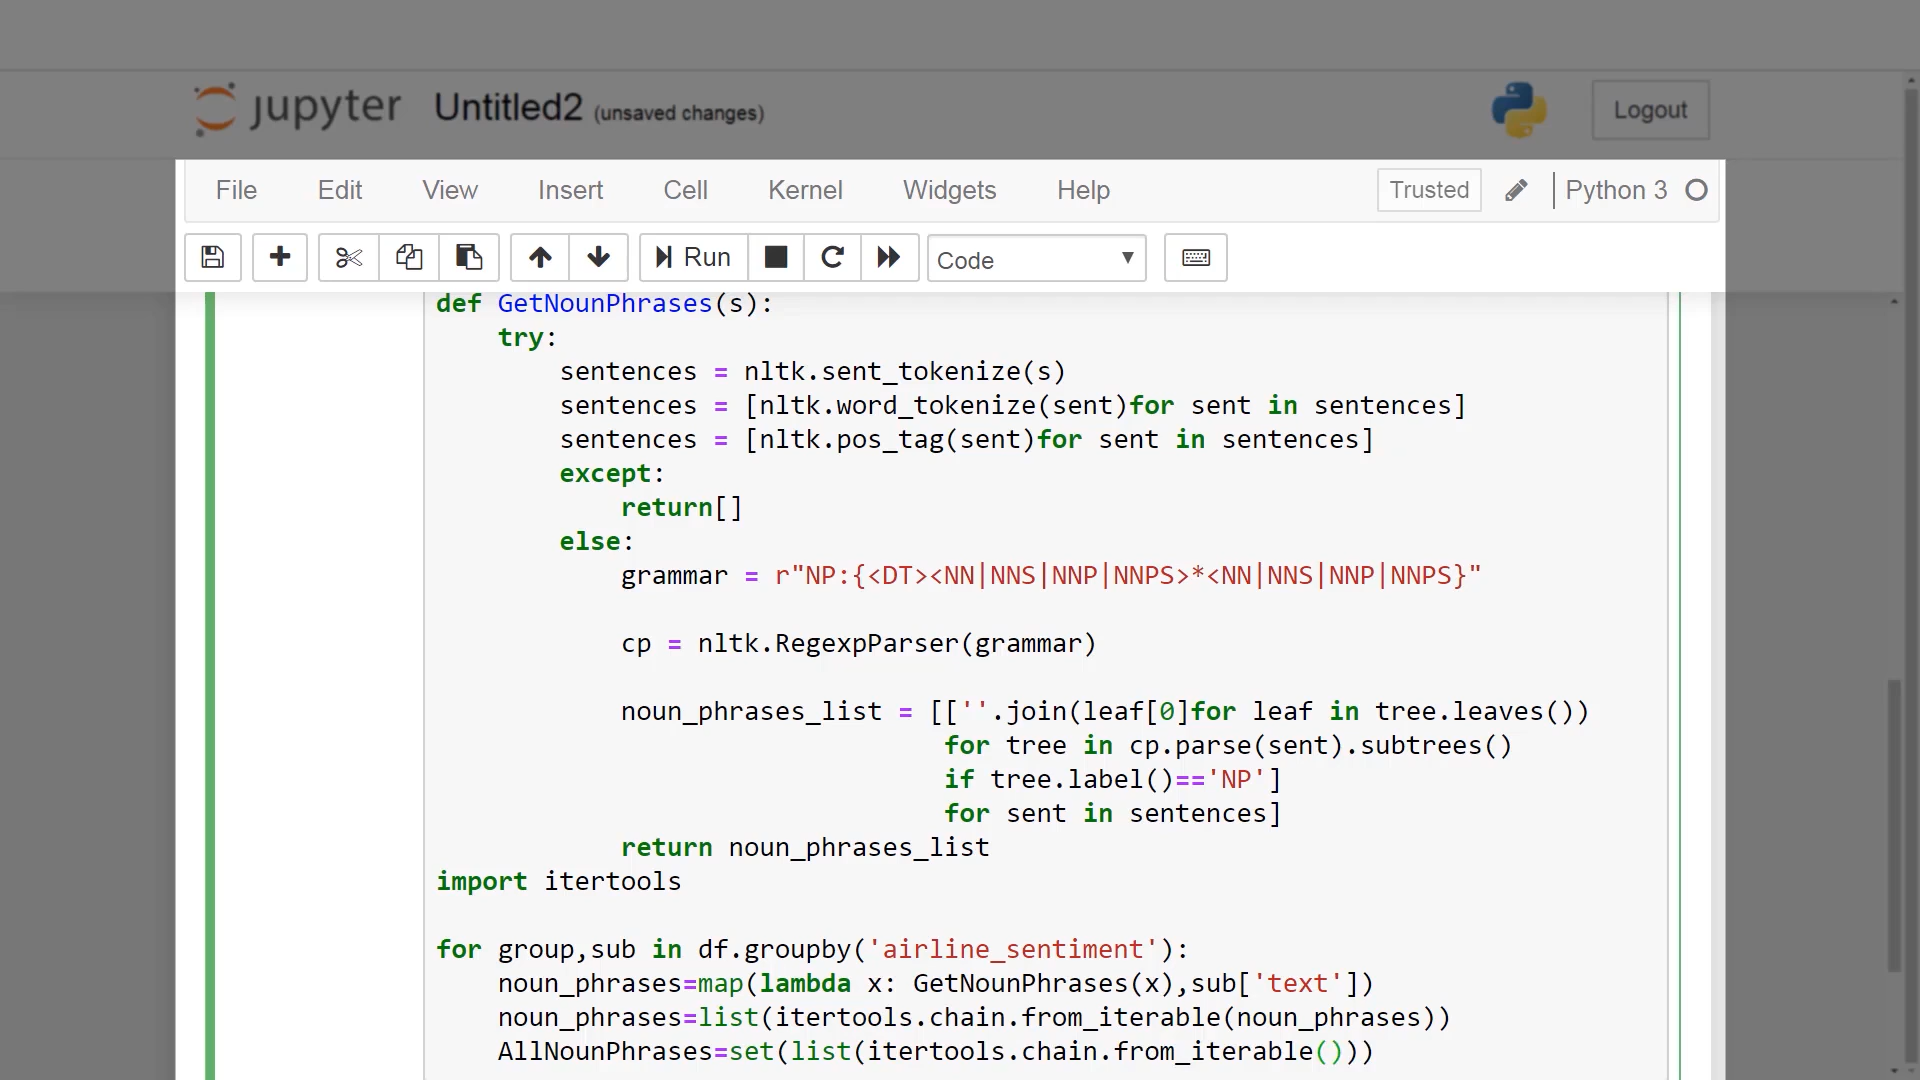 jupyter Untitled2 (unsaved changes) Logout
File Edit View Insert Cell Kernel Widgets Help Trusted Python 3
Run Code
def GetNounPhrases(s):
    try:
        sentences = nltk.sent_tokenize(s)
        sentences = [nltk.word_tokenize(sent)for sent in sentences]
        sentences = [nltk.pos_tag(sent)for sent in sentences]
        except:
            return[]
        else:
            grammar = r"NP:{<DT><NN|NNS|NNP|NNPS>*<NN|NNS|NNP|NNPS}"
            cp = nltk.RegexpParser(grammar)
            noun_phrases_list = [[''.join(leaf[0]for leaf in tree.leaves())
                                 for tree in cp.parse(sent).subtrees()
                                 if tree.label()=='NP']
                                 for sent in sentences]
            return noun_phrases_list
import itertools
for group,sub in df.groupby('airline_sentiment'):
    noun_phrases=map(lambda x: GetNounPhrases(x),sub['text'])
    noun_phrases=list(itertools.chain.from_iterable(noun_phrases))
    AllNounPhrases=set(list(itertools.chain.from_iterable()))